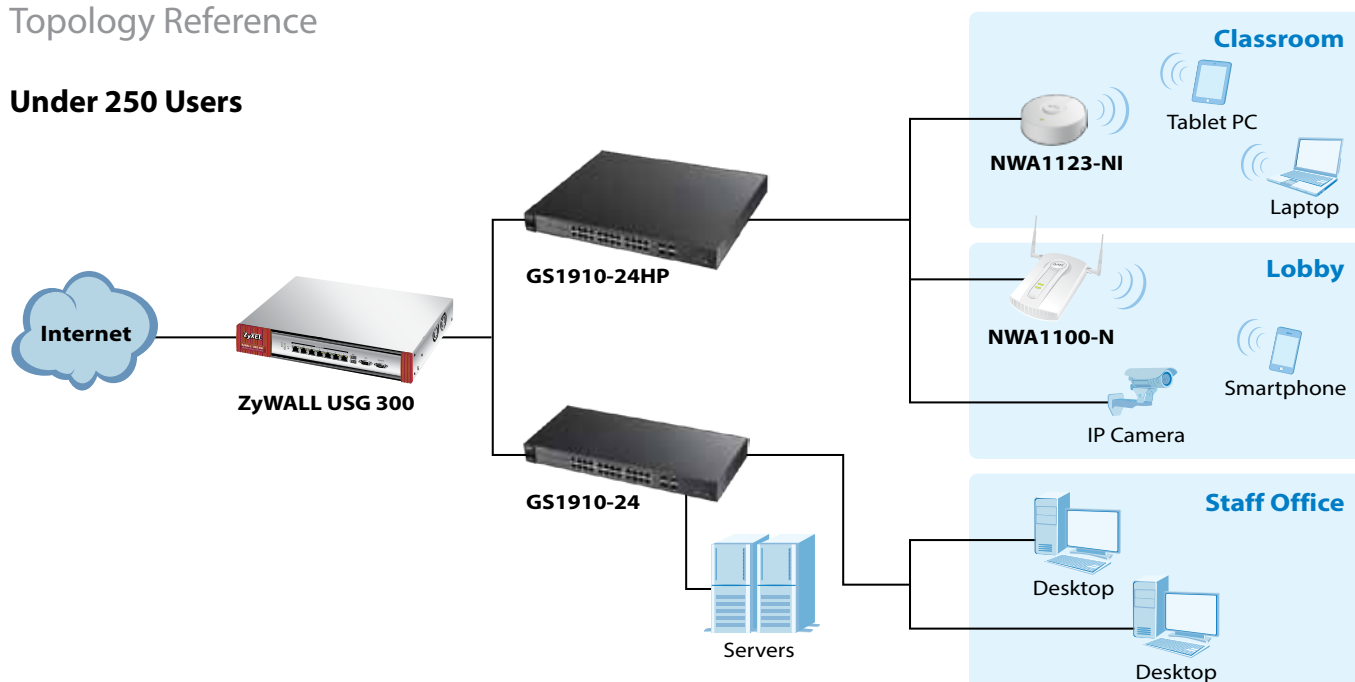 Topology Reference
Under 250 Users
Internet
ZyXEL
ZyWALL USG 300
GS1910-24HP
GS1910-24
Servers
Classroom
NWA1123-NI
Tablet PC
Laptop
Lobby
NWA1100-N
Smartphone
IP Camera
Staff Office
Desktop
Desktop